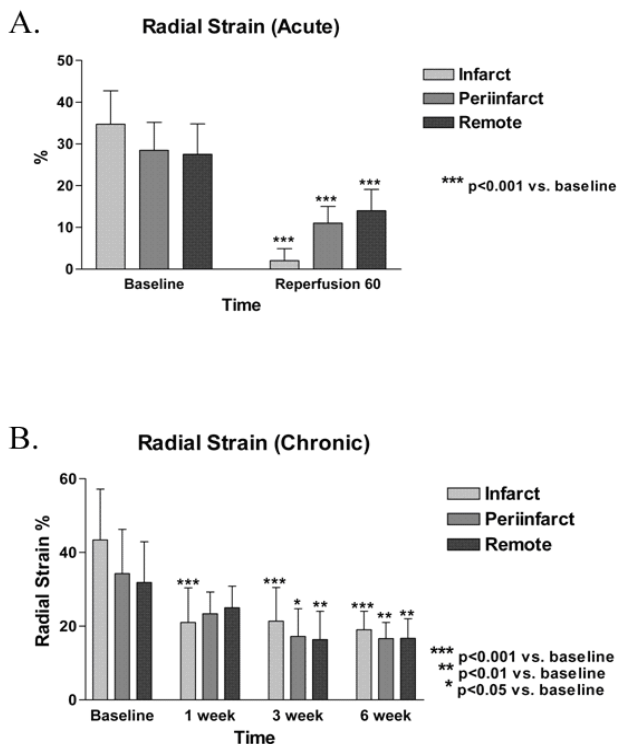 A.
Radial Strain (Acute)
50
40
30
20
10
0
%
Infarct
Periinfarct
Remote
*** p<0.001 vs. baseline
***
***
***
Baseline
Reperfusion 60
Time
B.
Radial Strain (Chronic)
60
40
20
0
Radial Strain %
Infarct
Periinfarct
Remote
***
***
*
**
***
**
**
*** p<0.001 vs. baseline
** p<0.01 vs. baseline
* p<0.05 vs. baseline
Baseline
1 week
3 week
6 week
Time